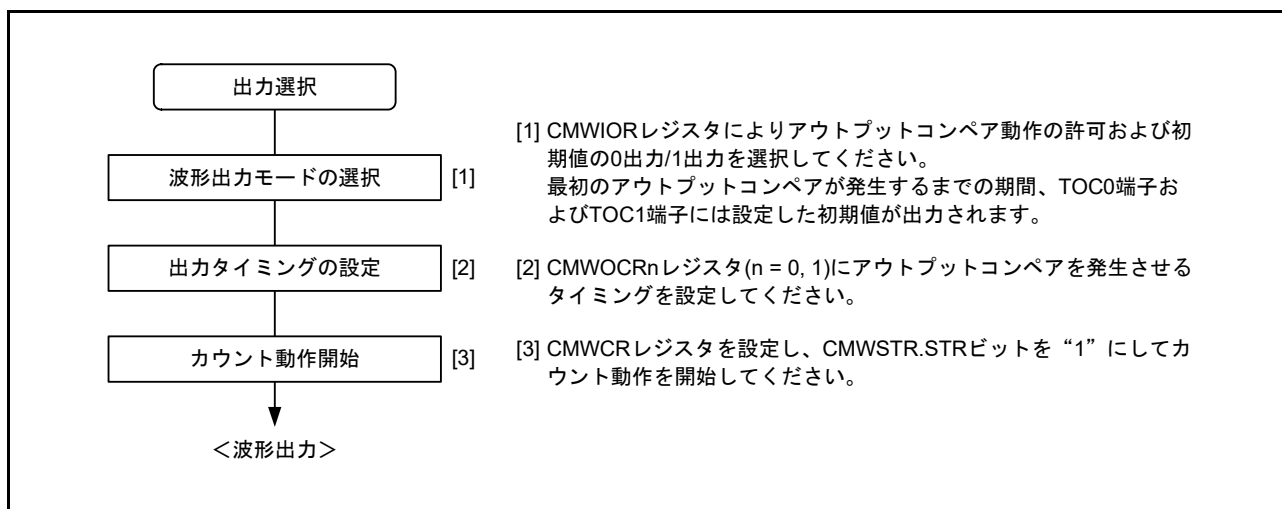 出力選択
波形出力モードの選択 [1]
出力タイミングの設定 [2]
カウント動作開始 [3]
＜波形出力＞
[1] CMWIORレジスタによりアウトプットコンペア動作の許可および初
期値の0出力/1出力を選択してください。
最初のアウトプットコンペアが発生するまでの期間、TOC0端子お
よびTOC1端子には設定した初期値が出力されます。
[2] CMWOCRnレジスタ(n = 0, 1)にアウトプットコンペアを発生させる
タイミングを設定してください。
[3] CMWCRレジスタを設定し、CMWSTR.STRビットを“1”にしてカ
ウント動作を開始してください。